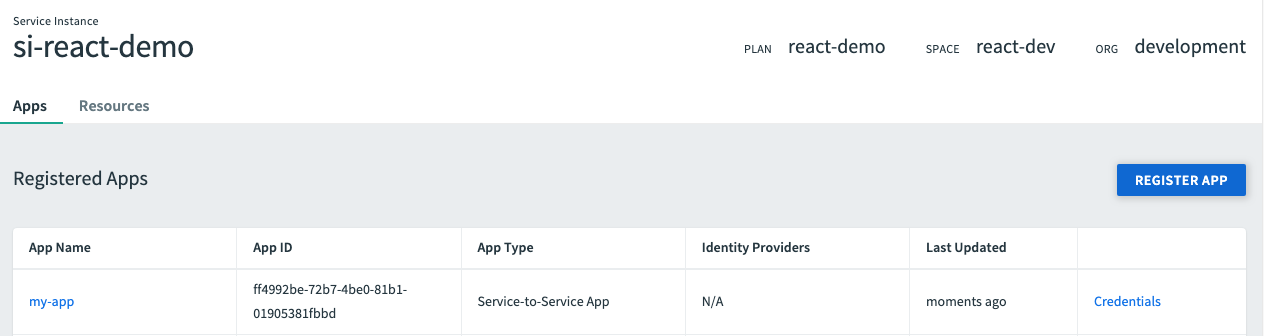 Service Instance
si-react-demo
PLAN react-demo SPACE react-dev ORG development
Apps Resources
Registered Apps
REGISTER APP
App Name App ID App Type Identity Providers Last Updated
my-app ff4992be-72b7-4be0-81b1-01905381fbbd Service-to-Service App N/A moments ago Credentials